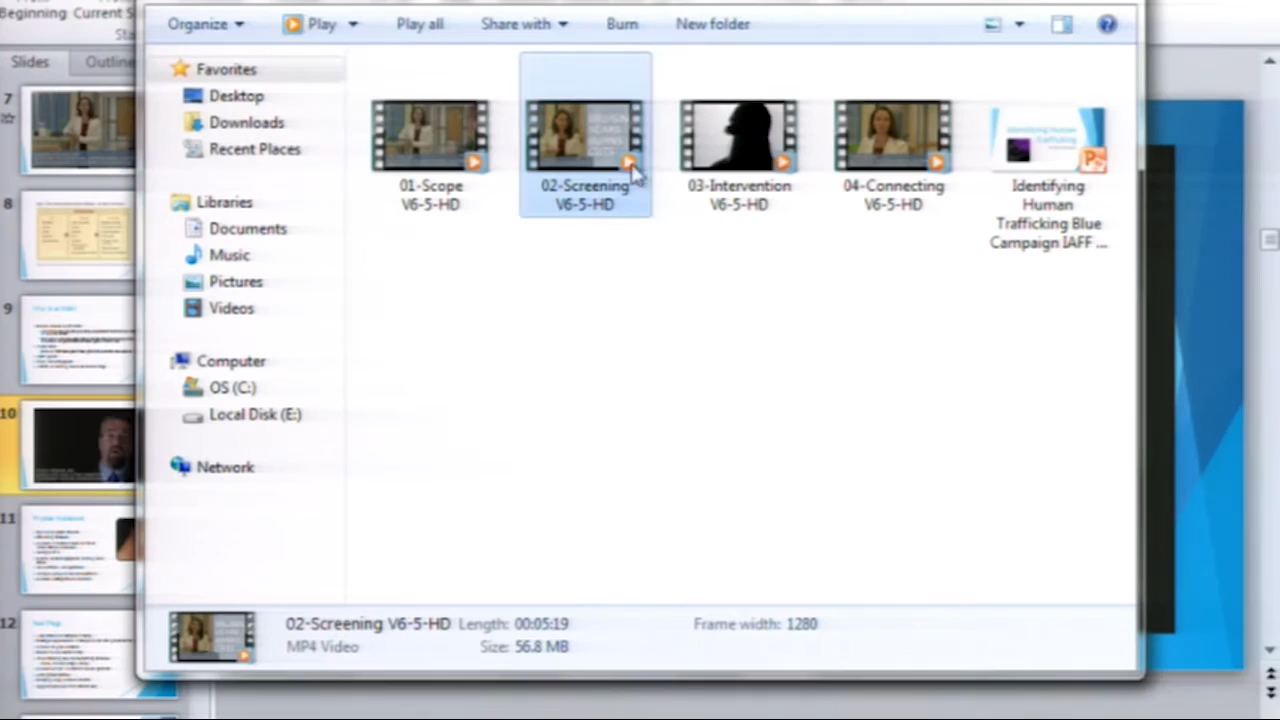 Beginning Current S
Organize
Play
Play all
Share with
Burn
New folder
Slides
Outline
7
8
9
10
11
12
Favorites
Desktop
Downloads
Recent Places
Libraries
Documents
Music
Pictures
Videos
Computer
OS (C:)
Local Disk (E:)
Network
01-Scope
V6-5-HD
02-Screening
V6-5-HD
03-Intervention
V6-5-HD
04-Connecting
V6-5-HD
Identifying
Human
Trafficking Blue
Campaign IAFF ...
02-Screening V6-5-HD Length: 00:05:19 Frame width: 1280
MP4 Video Size: 56.8 MB